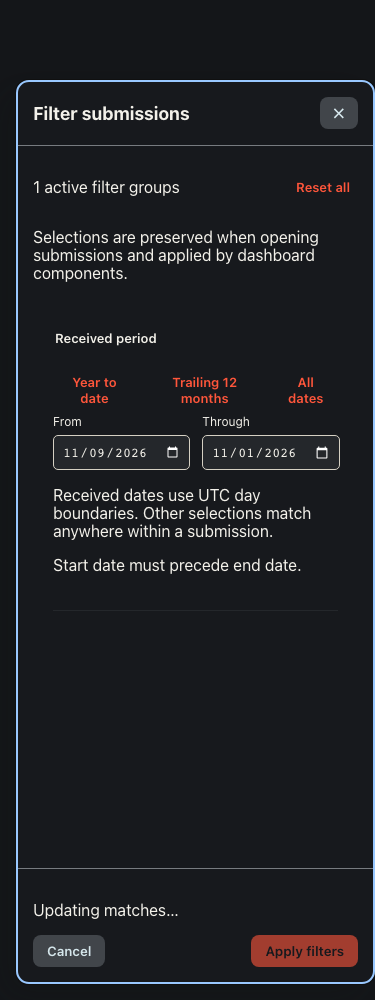 Filter submissions
×
1 active filter groups
Reset all
Selections are preserved when opening
submissions and applied by dashboard
components.
Received period
Year to
date
Trailing 12
months
All
dates
From
Through
11/09/2026
11/01/2026
Received dates use UTC day
boundaries. Other selections match
anywhere within a submission.
Start date must precede end date.
Updating matches…
Cancel
Apply filters